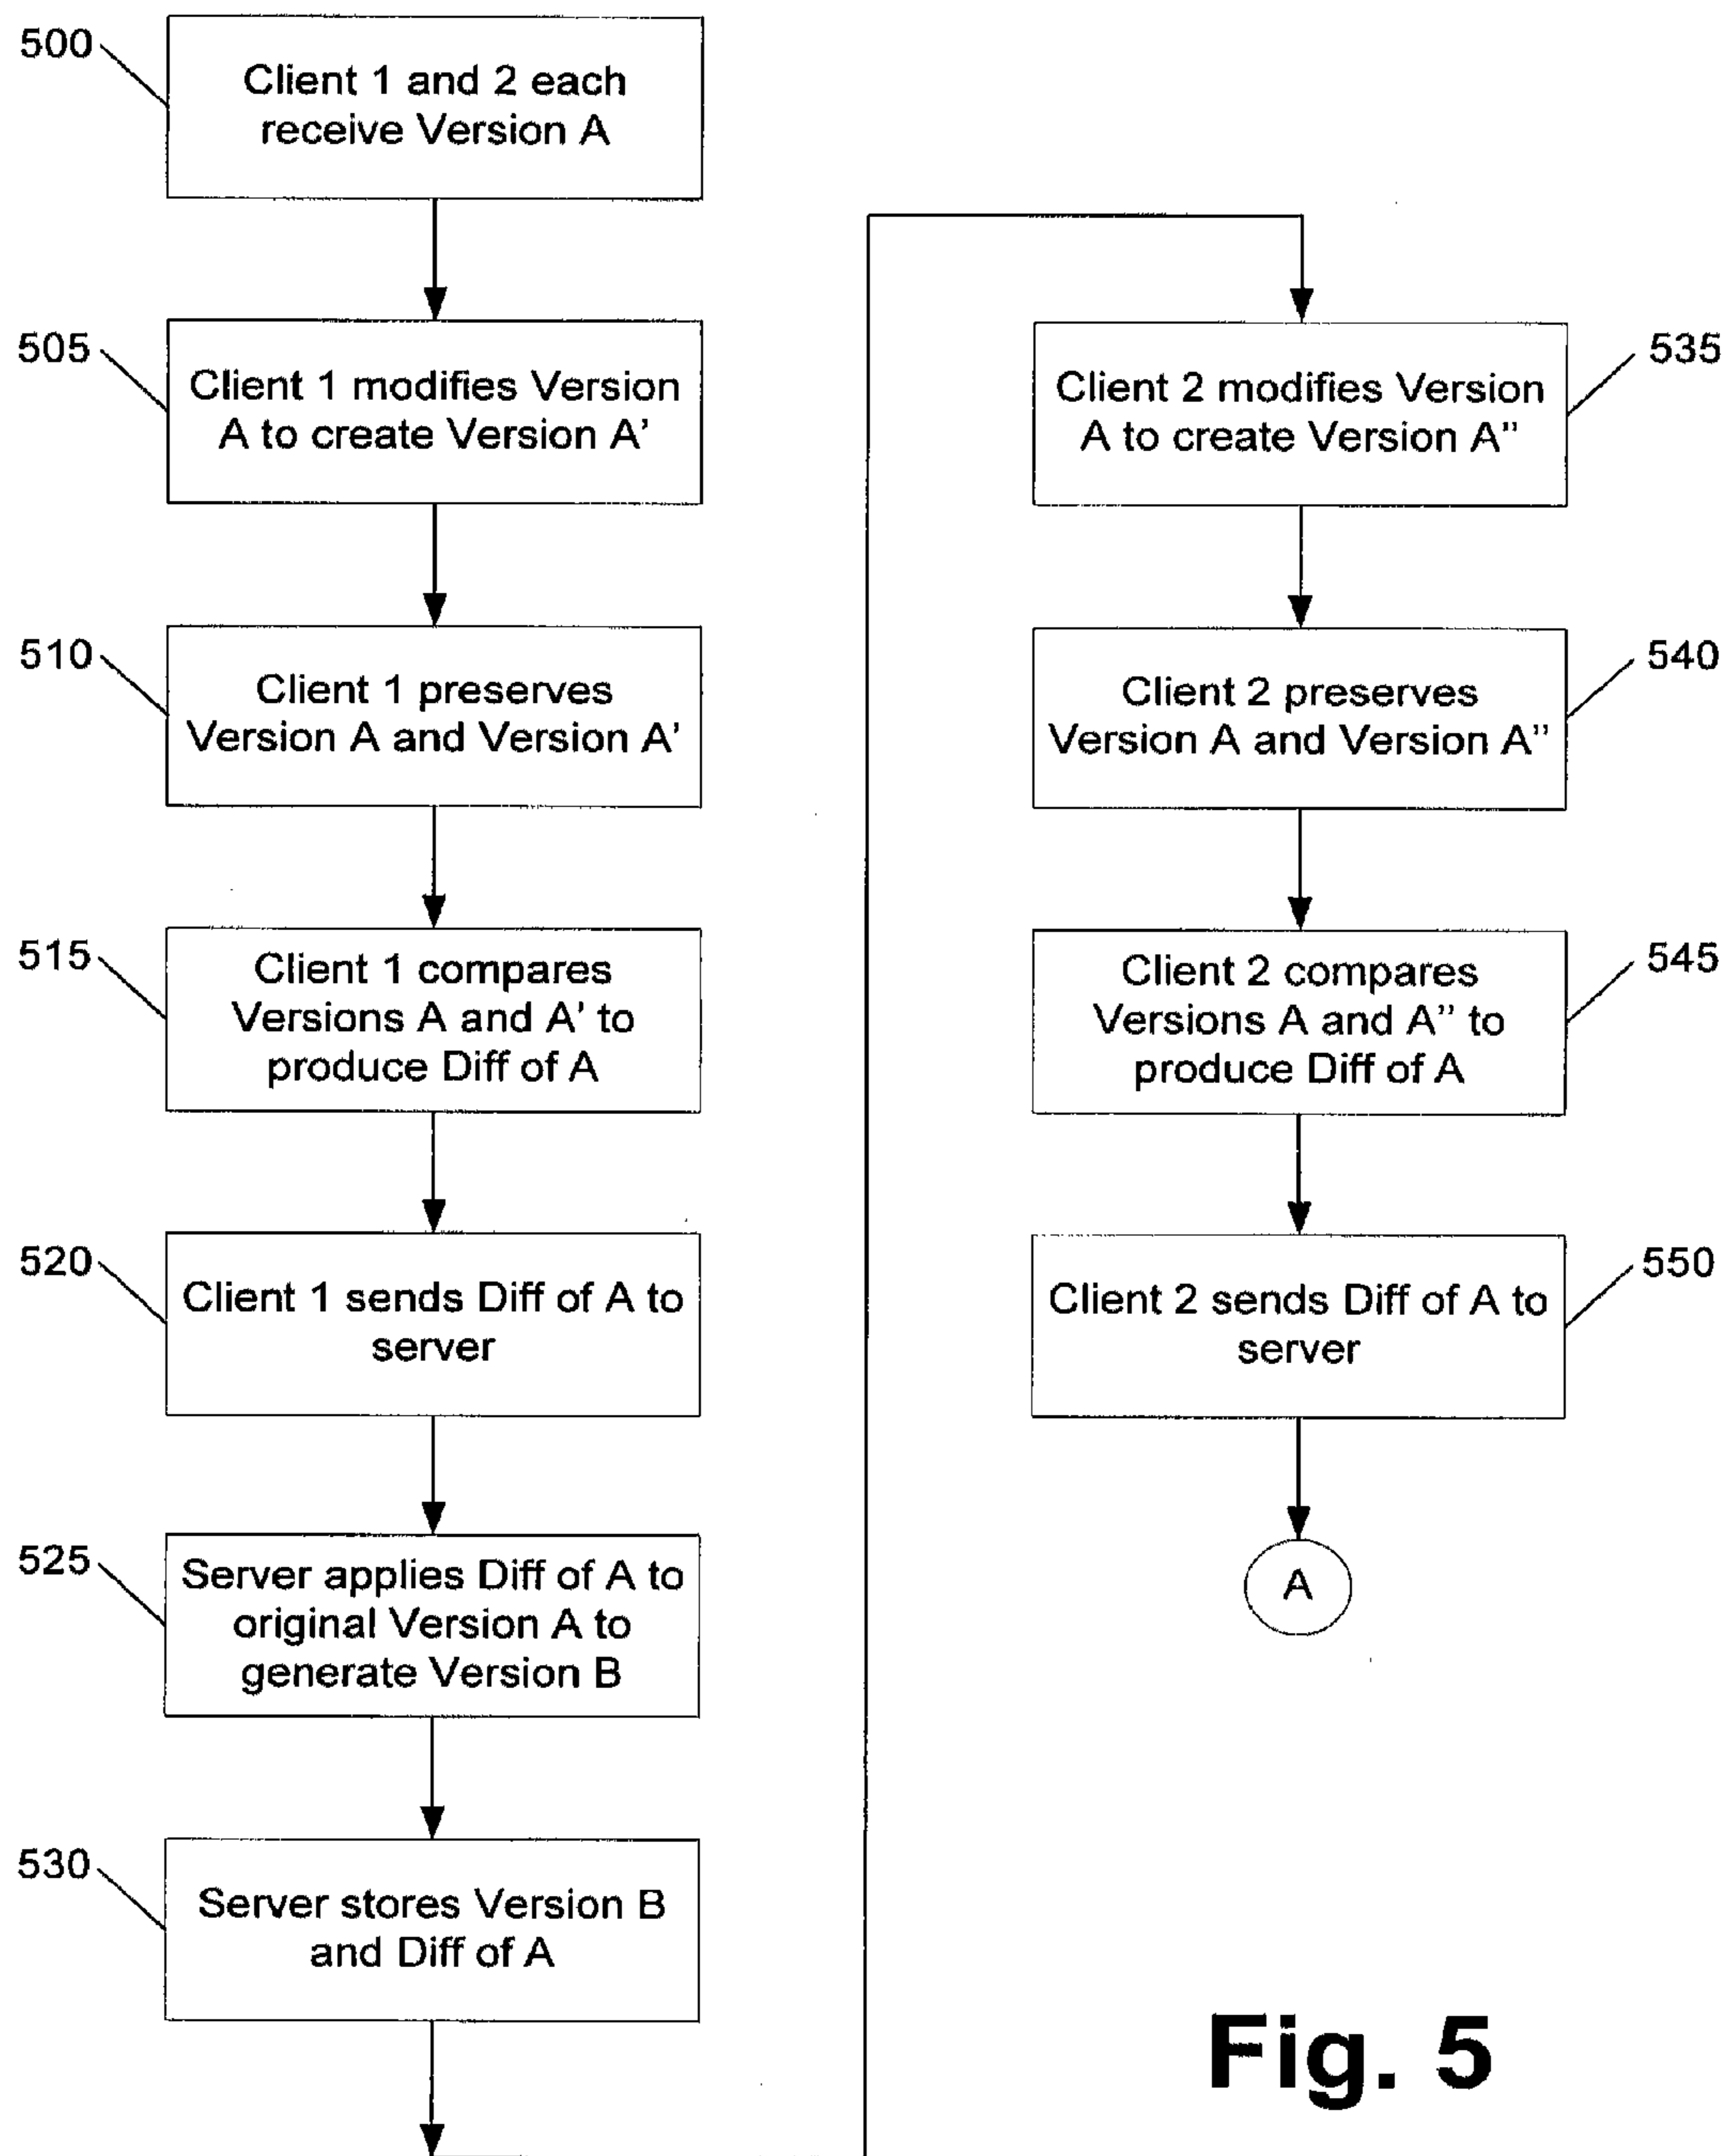 500
Client 1 and 2 each
receive Version A
505
Client 1 modifies Version
A to create Version A'
510
Client 1 preserves
Version A and Version A'
515
Client 1 compares
Versions A and A' to
produce Diff of A
520
Client 1 sends Diff of A to
server
525
Server applies Diff of A to
original Version A to
generate Version B
530
Server stores Version B
and Diff of A
535
Client 2 modifies Version
A to create Version A"
540
Client 2 preserves
Version A and Version A"
545
Client 2 compares
Versions A and A" to
produce Diff of A
550
Client 2 sends Diff of A to
server
A
Fig. 5